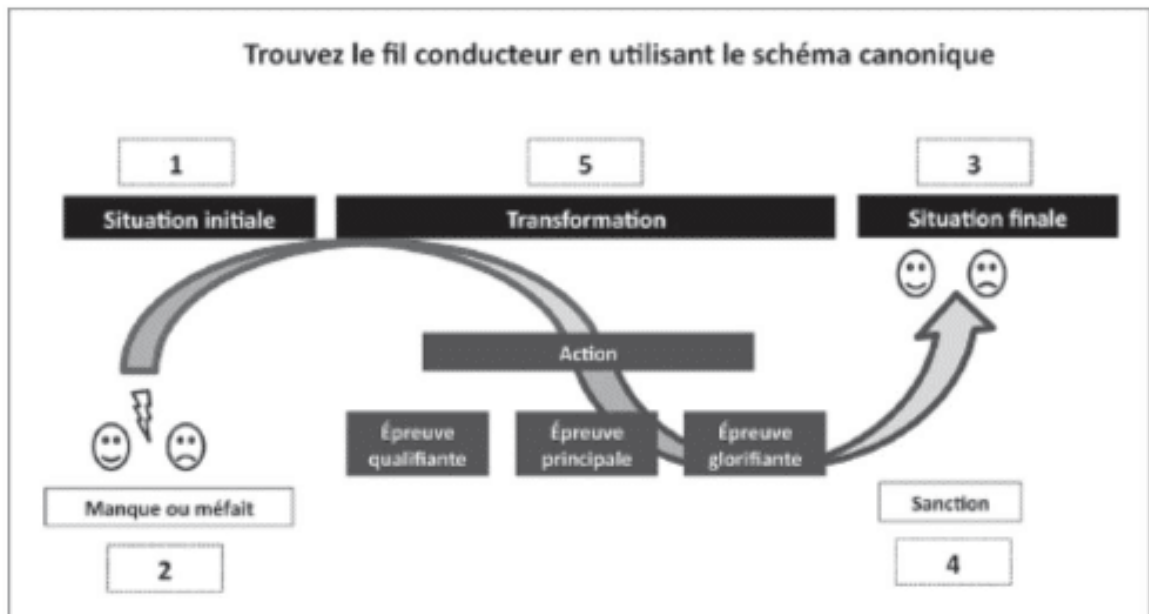 Trouvez le fil conducteur en utilisant le schéma canonique
1
5
3
Situation initiale
Transformation
Situation finale
Action
Épreuve
qualifiante
Épreuve
principale
Épreuve
glorifiante
Manque ou méfait
Sanction
2
4